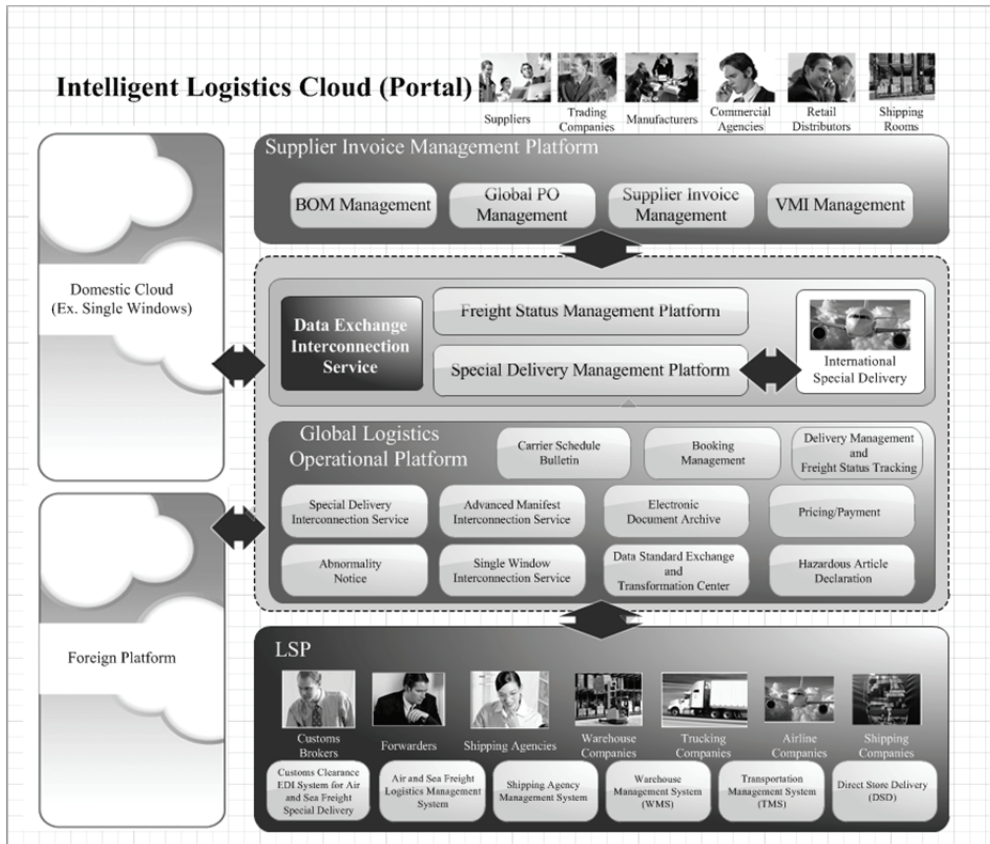 Intelligent Logistics Cloud (Portal)
Suppliers
Trading
Companies
Manufacturers
Commercial
Agencies
Retail
Distributors
Shipping
Rooms
Supplier Invoice Management Platform
BOM Management
Global PO
Management
Supplier Invoice
Management
VMI Management
Domestic Cloud
(Ex. Single Windows)
Data Exchange
Interconnection
Service
Freight Status Management Platform
Special Delivery Management Platform
International
Special Delivery
Global Logistics
Operational Platform
Carrier Schedule
Bulletin
Booking
Management
Delivery Management
and
Freight Status Tracking
Special Delivery
Interconnection Service
Advanced Manifest
Interconnection Service
Electronic
Document Archive
Pricing/Payment
Abnormality
Notice
Single Window
Interconnection Service
Data Standard Exchange
and
Transformation Center
Hazardous Article
Declaration
Foreign Platform
LSP
Customs
Brokers
Forwarders
Shipping Agencies
Warehouse
Companies
Trucking
Companies
Airline
Companies
Shipping
Companies
Customs Clearance
EDI System for Air
and Sea Freight
Special Delivery
Air and Sea Freight
Logistics Management
System
Shipping Agency
Management System
Warehouse
Management System
(WMS)
Transportation
Management System
(TMS)
Direct Store Delivery
(DSD)